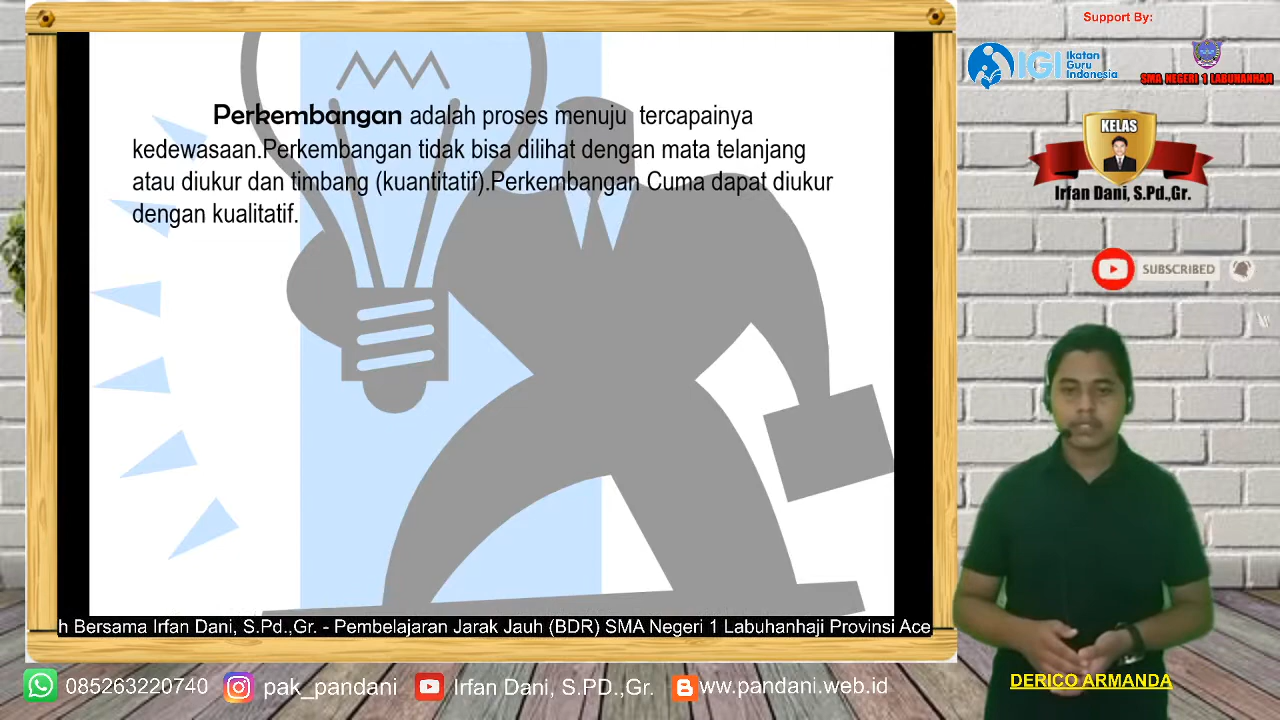 Support By:
IGI Ikatan
Guru
Indonesia
SMA NEGERI 1 LABUHANHAJI
KELAS
Irfan Dani, S.Pd.,Gr.
SUBSCRIBED
Perkembangan adalah proses menuju tercapainya
kedewasaan.Perkembangan tidak bisa dilihat dengan mata telanjang
atau diukur dan timbang (kuantitatif).Perkembangan Cuma dapat diukur
dengan kualitatif.
h Bersama Irfan Dani, S.Pd.,Gr. - Pembelajaran Jarak Jauh (BDR) SMA Negeri 1 Labuhanhaji Provinsi Ace
085263220740 pak_pandani Irfan Dani, S.PD.,Gr. ww.pandani.web.id
DERICO ARMANDA